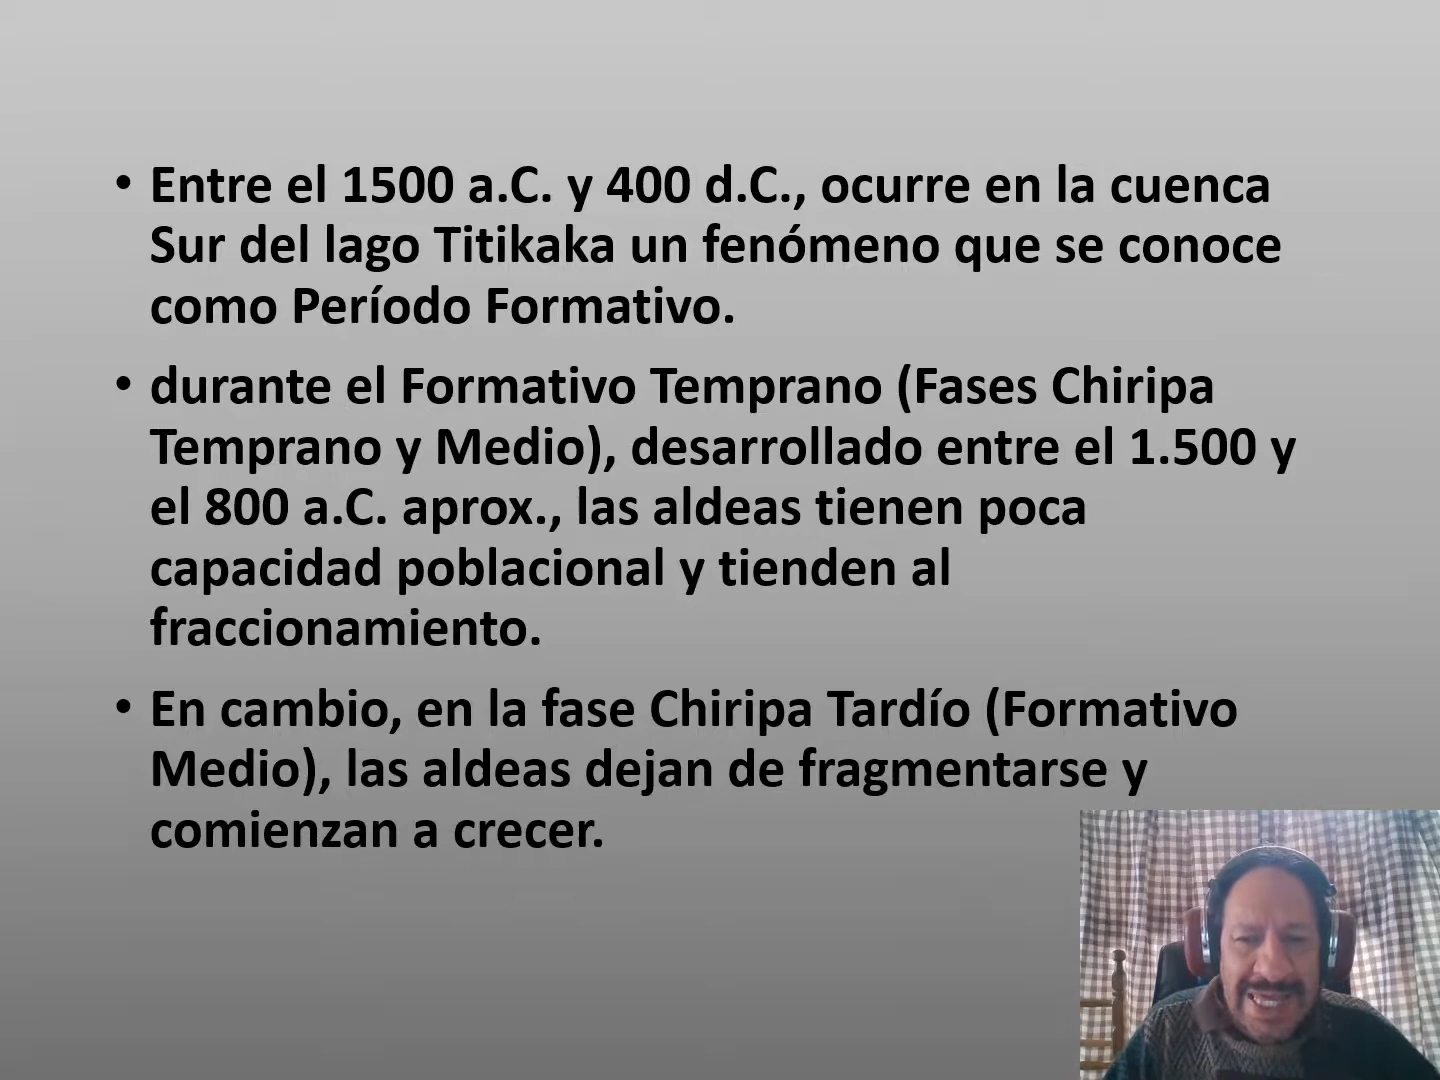 • Entre el 1500 a.C. y 400 d.C., ocurre en la cuenca
Sur del lago Titikaka un fenómeno que se conoce
como Período Formativo.
• durante el Formativo Temprano (Fases Chiripa
Temprano y Medio), desarrollado entre el 1.500 y
el 800 a.C. aprox., las aldeas tienen poca
capacidad poblacional y tienden al
fraccionamiento.
• En cambio, en la fase Chiripa Tardío (Formativo
Medio), las aldeas dejan de fragmentarse y
comienzan a crecer.